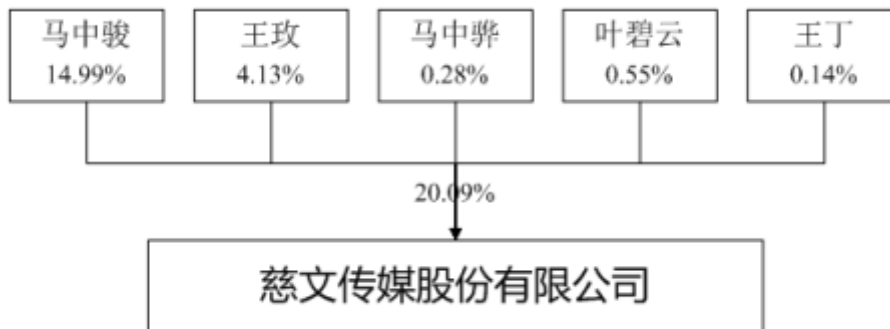 马中骏
14.99%
王玫
4.13%
马中骅
0.28%
叶碧云
0.55%
王丁
0.14%
20.09%
慈文传媒股份有限公司